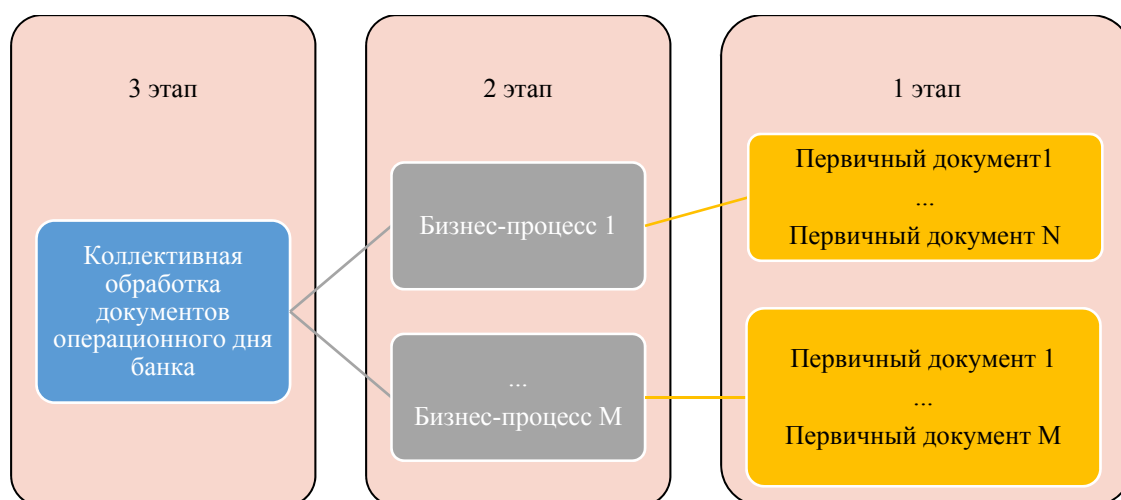 3 этап
Коллективная
обработка
документов
операционного дня
банка
2 этап
Бизнес-процесс 1
...
Бизнес-процесс М
1 этап
Первичный документ1
...
Первичный документ N
Первичный документ 1
...
Первичный документ М